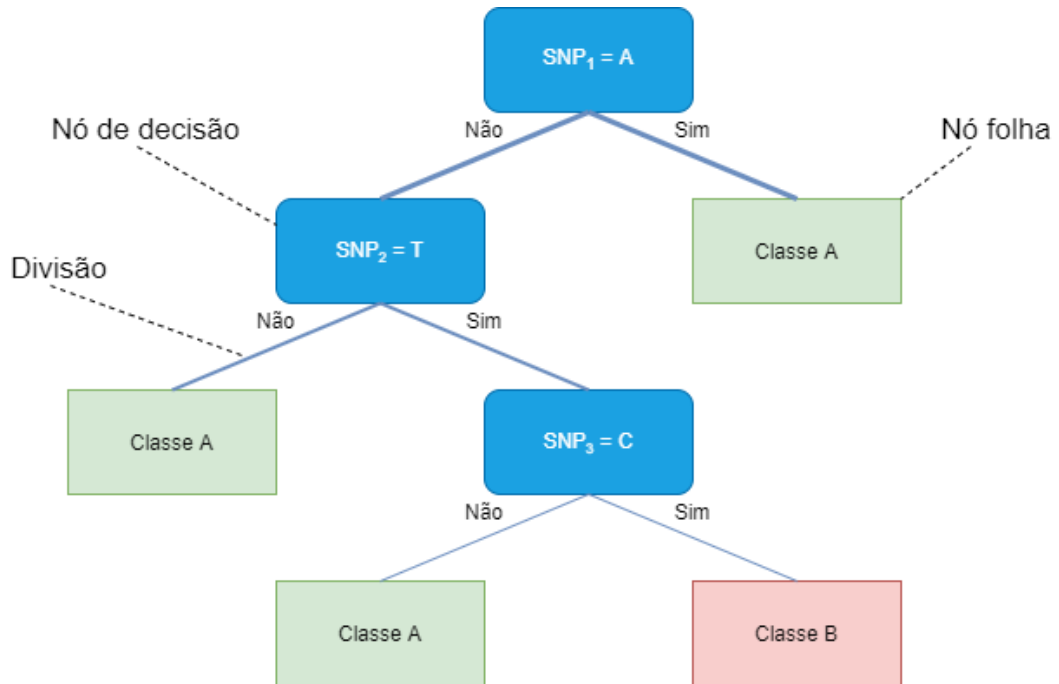 SNP₁ = A
Não
Sim
Nó de decisão
Nó folha
SNP₂ = T
Classe A
Divisão
Não
Sim
Classe A
SNP₃ = C
Não
Sim
Classe A
Classe B